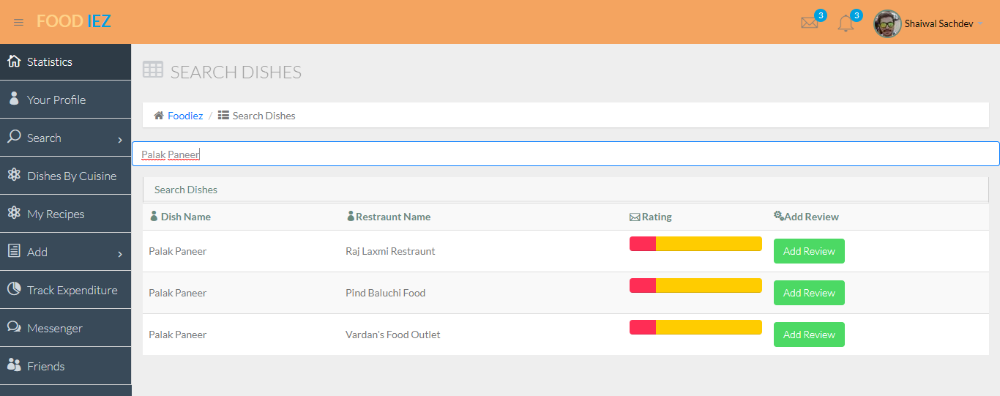 FOOD IEZ
3
3
Shaiwal Sachdev
Statistics
Your Profile
Search
Dishes By Cuisine
My Recipes
Add
Track Expenditure
Messenger
Friends
SEARCH DISHES
Foodiez / Search Dishes
Palak Paneer
Search Dishes
Dish Name Restraunt Name Rating Add Review
Palak Paneer Raj Laxmi Restraunt Add Review
Palak Paneer Pind Baluchi Food Add Review
Palak Paneer Vardan's Food Outlet Add Review